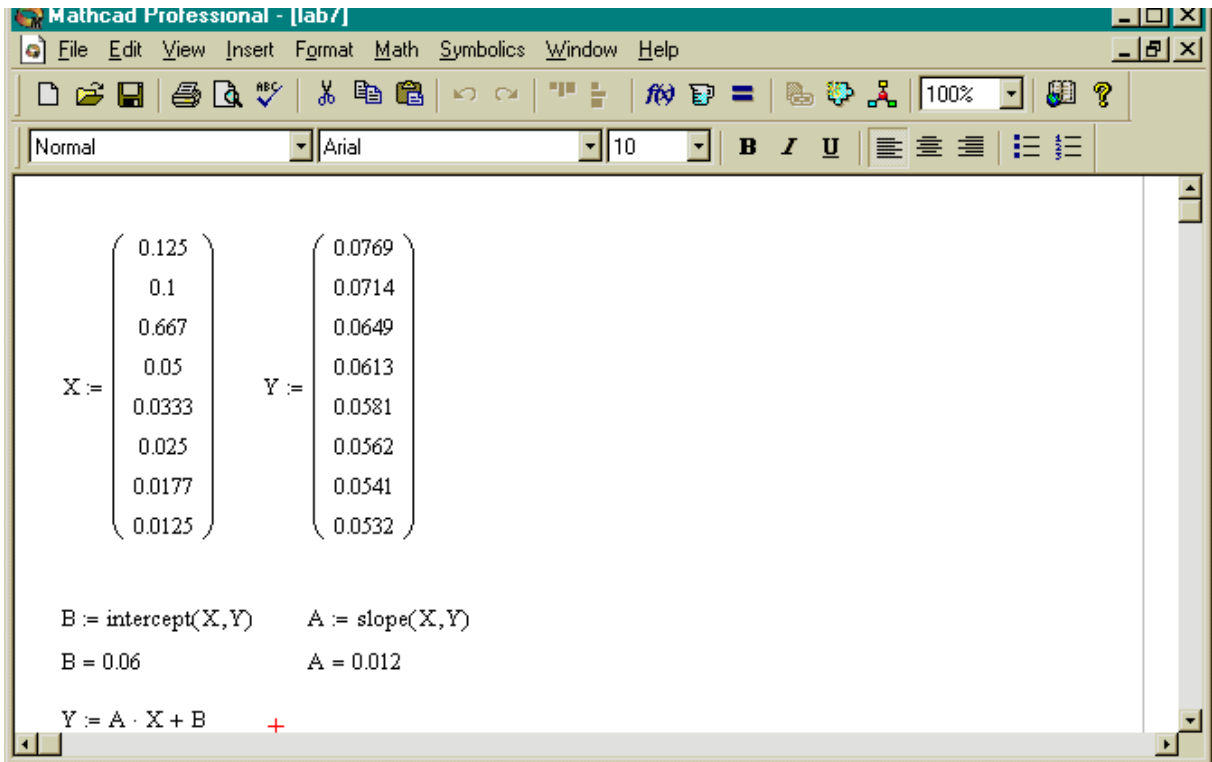 Mathcad Professional - [lab7]
File Edit View Insert Format Math Symbolics Window Help
ABC f(x) 100% ?
Normal Arial 10 B I U
X := Y :=
0.125 0.0769
0.1 0.0714
0.667 0.0649
0.05 0.0613
0.0333 0.0581
0.025 0.0562
0.0177 0.0541
0.0125 0.0532
B := intercept(X,Y) A := slope(X,Y)
B = 0.06 A = 0.012
Y := A · X + B